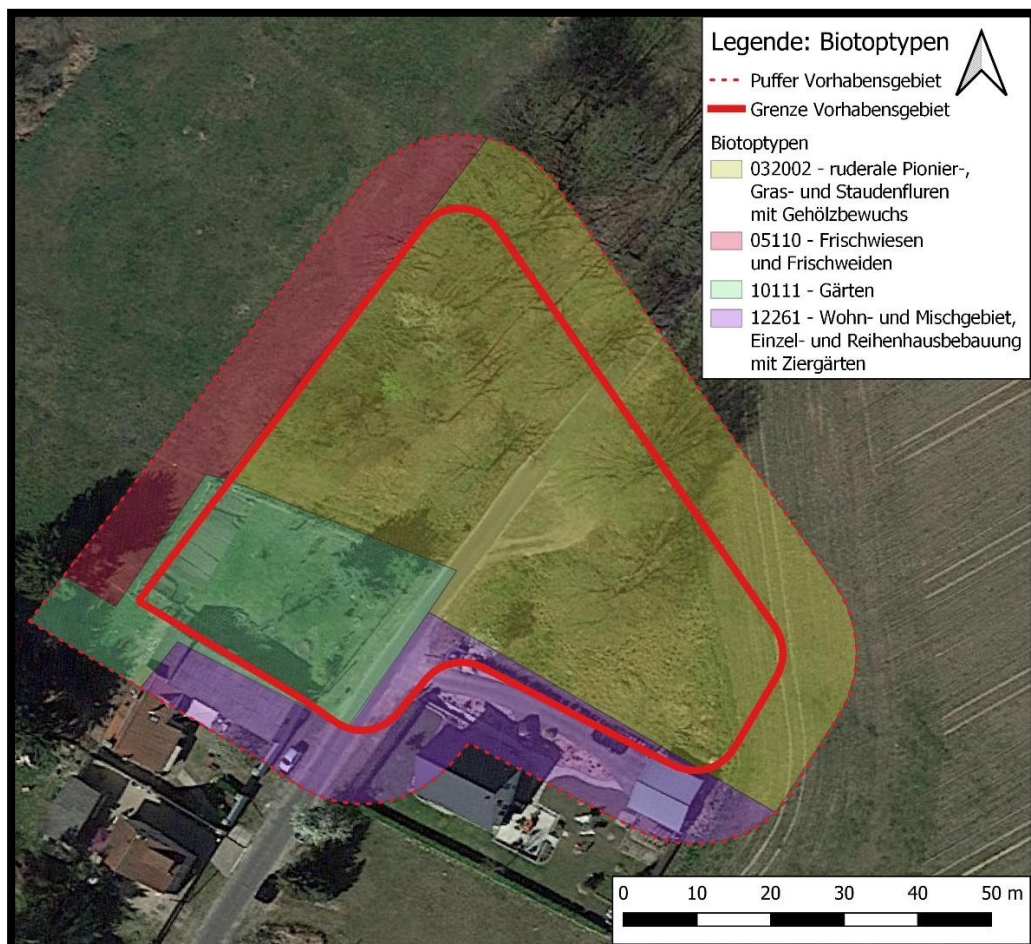 Legende: Biotoptypen
Puffer Vorhabensgebiet
Grenze Vorhabensgebiet
Biotoptypen
032002 - ruderale Pionier-,
Gras- und Staudenfluren
mit Gehölzbewuchs
05110 - Frischwiesen
und Frischweiden
10111 - Gärten
12261 - Wohn- und Mischgebiet,
Einzel- und Reihenhausbebauung
mit Ziergärten
0 10 20 30 40 50 m